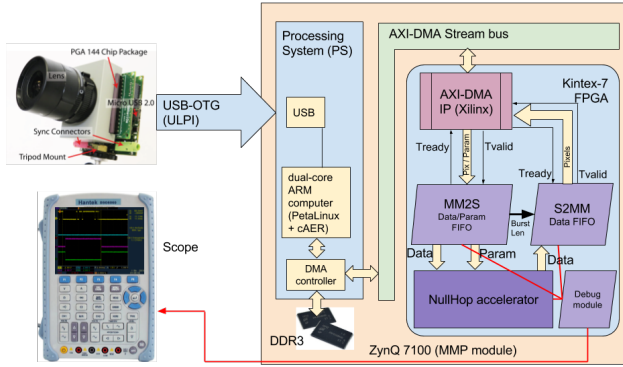 PGA 144 Chip Package
Lens
Micro USB 2.0
Sync Connectors
Tripod Mount
USB-OTG
(ULPI)
Hantek
Scope
Processing
System (PS)
USB
dual-core
ARM
computer
(PetaLinux
+ cAER)
DMA
controller
DDR3
AXI-DMA Stream bus
Kintex-7
FPGA
AXI-DMA
IP (Xilinx)
Tready
Pix / Param
Tvalid
Tready
Pixels
Tvalid
MM2S
Data/Param
FIFO
Burst
Len
S2MM
Data FIFO
Data
Param
Data
NullHop accelerator
Debug
module
ZynQ 7100 (MMP module)